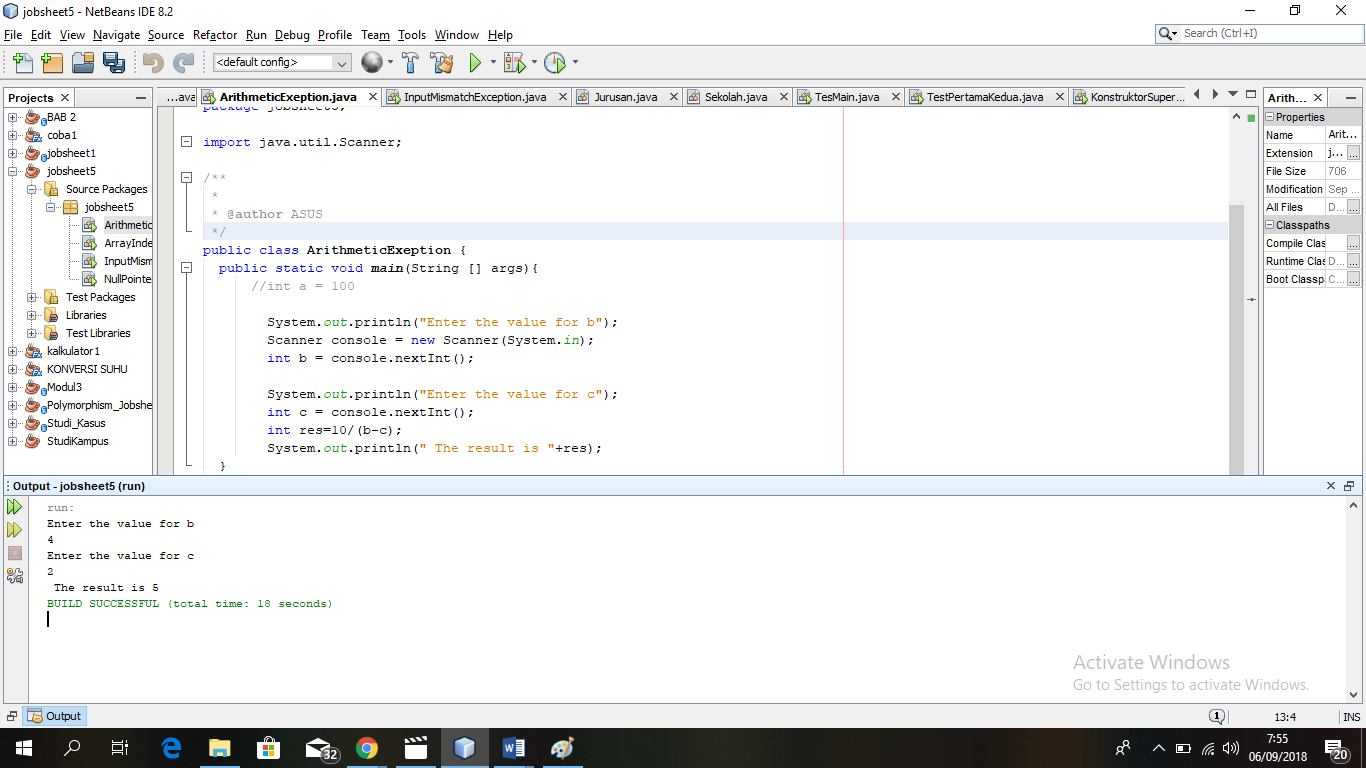 jobsheet5 - NetBeans IDE 8.2
File Edit View Navigate Source Refactor Run Debug Profile Team Tools Window Help
Search (Ctrl+I)
<default config>
Projects
BAB 2
coba1
jobsheet1
jobsheet5
Source Packages
jobsheet5
Arithmetic
ArrayInde
InputMism
NullPointe
Test Packages
Libraries
Test Libraries
kalkulator1
KONVERSI SUHU
Modul3
Polymorphism_Jobshe
Studi_Kasus
StudiKampus
...ava ArithmeticExeption.java InputMismatchException.java Jurusan.java Sekolah.java TesMain.java TestPertamaKedua.java KonstruktorSuper...
package jobsheet5;
import java.util.Scanner;
/**
*
* @author ASUS
*/
public class ArithmeticExeption {
public static void main(String [] args){
//int a = 100
System.out.println("Enter the value for b");
Scanner console = new Scanner(System.in);
int b = console.nextInt();
System.out.println("Enter the value for c");
int c = console.nextInt();
int res=10/(b-c);
System.out.println(" The result is "+res);
}
Arith...
Properties
Name Arit...
Extension j... ...
File Size 706
Modification Sep ...
All Files D... ...
Classpaths
Compile Clas ...
Runtime Clas D... ...
Boot Classp C... ...
Output - jobsheet5 (run)
run:
Enter the value for b
4
Enter the value for c
2
The result is 5
BUILD SUCCESSFUL (total time: 18 seconds)
Activate Windows
Go to Settings to activate Windows.
Output
1
13:4
INS
32
7:55
06/09/2018
20